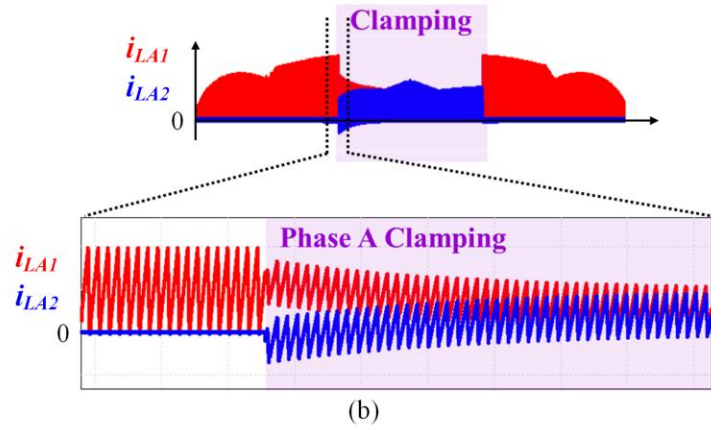 Clamping
iLA1
iLA2
0
Phase A Clamping
iLA1
iLA2
0
(b)